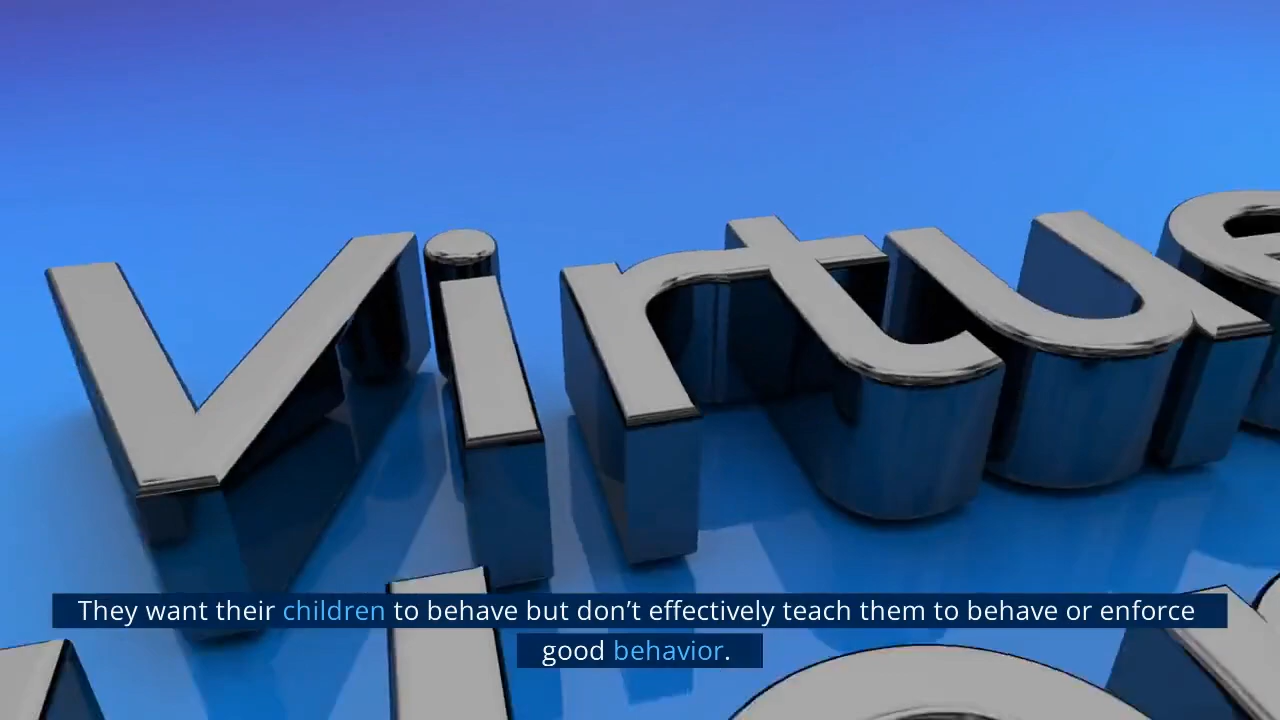 Virtue
They want their children to behave but don’t effectively teach them to behave or enforce
good behavior.